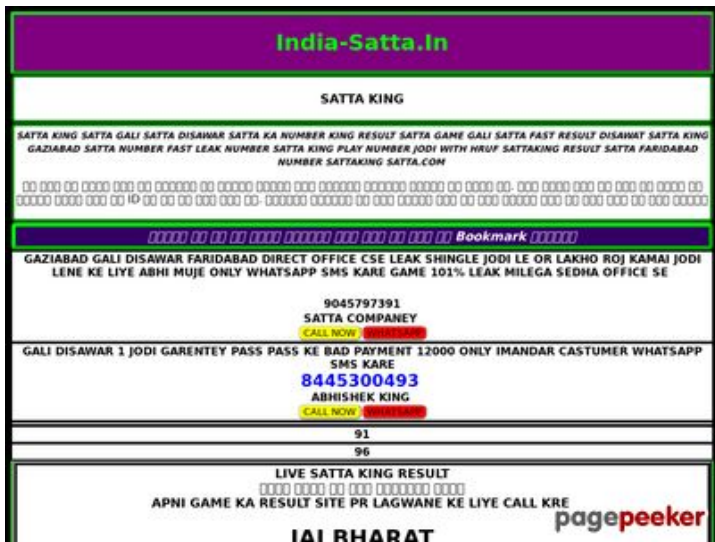 India-Satta.In
SATTA KING
SATTA KING SATTA GALI SATTA DISAWAR SATTA KA NUMBER KING RESULT SATTA GAME GALI SATTA FAST RESULT DISAWAT SATTA KING
GAZIABAD SATTA NUMBER FAST LEAK NUMBER SATTA KING PLAY NUMBER JODI WITH HRUF SATTAKING RESULT SATTA FARIDABAD
NUMBER SATTAKING SATTA.COM
ID
Bookmark
GAZIABAD GALI DISAWAR FARIDABAD DIRECT OFFICE CSE LEAK SHINGLE JODI LE OR LAKHO ROJ KAMAI JODI
LENE KE LIYE ABHI MUJE ONLY WHATSAPP SMS KARE GAME 101% LEAK MILEGA SEDHA OFFICE SE
9045797391
SATTA COMPANEY
CALL NOW WHATSAPP
GALI DISAWAR 1 JODI GARENTEY PASS PASS KE BAD PAYMENT 12000 ONLY IMANDAR CASTUMER WHATSAPP
SMS KARE
8445300493
ABHISHEK KING
CALL NOW WHATSAPP
91
96
LIVE SATTA KING RESULT
APNI GAME KA RESULT SITE PR LAGWANE KE LIYE CALL KRE
JAI BHARAT
pagepeeker